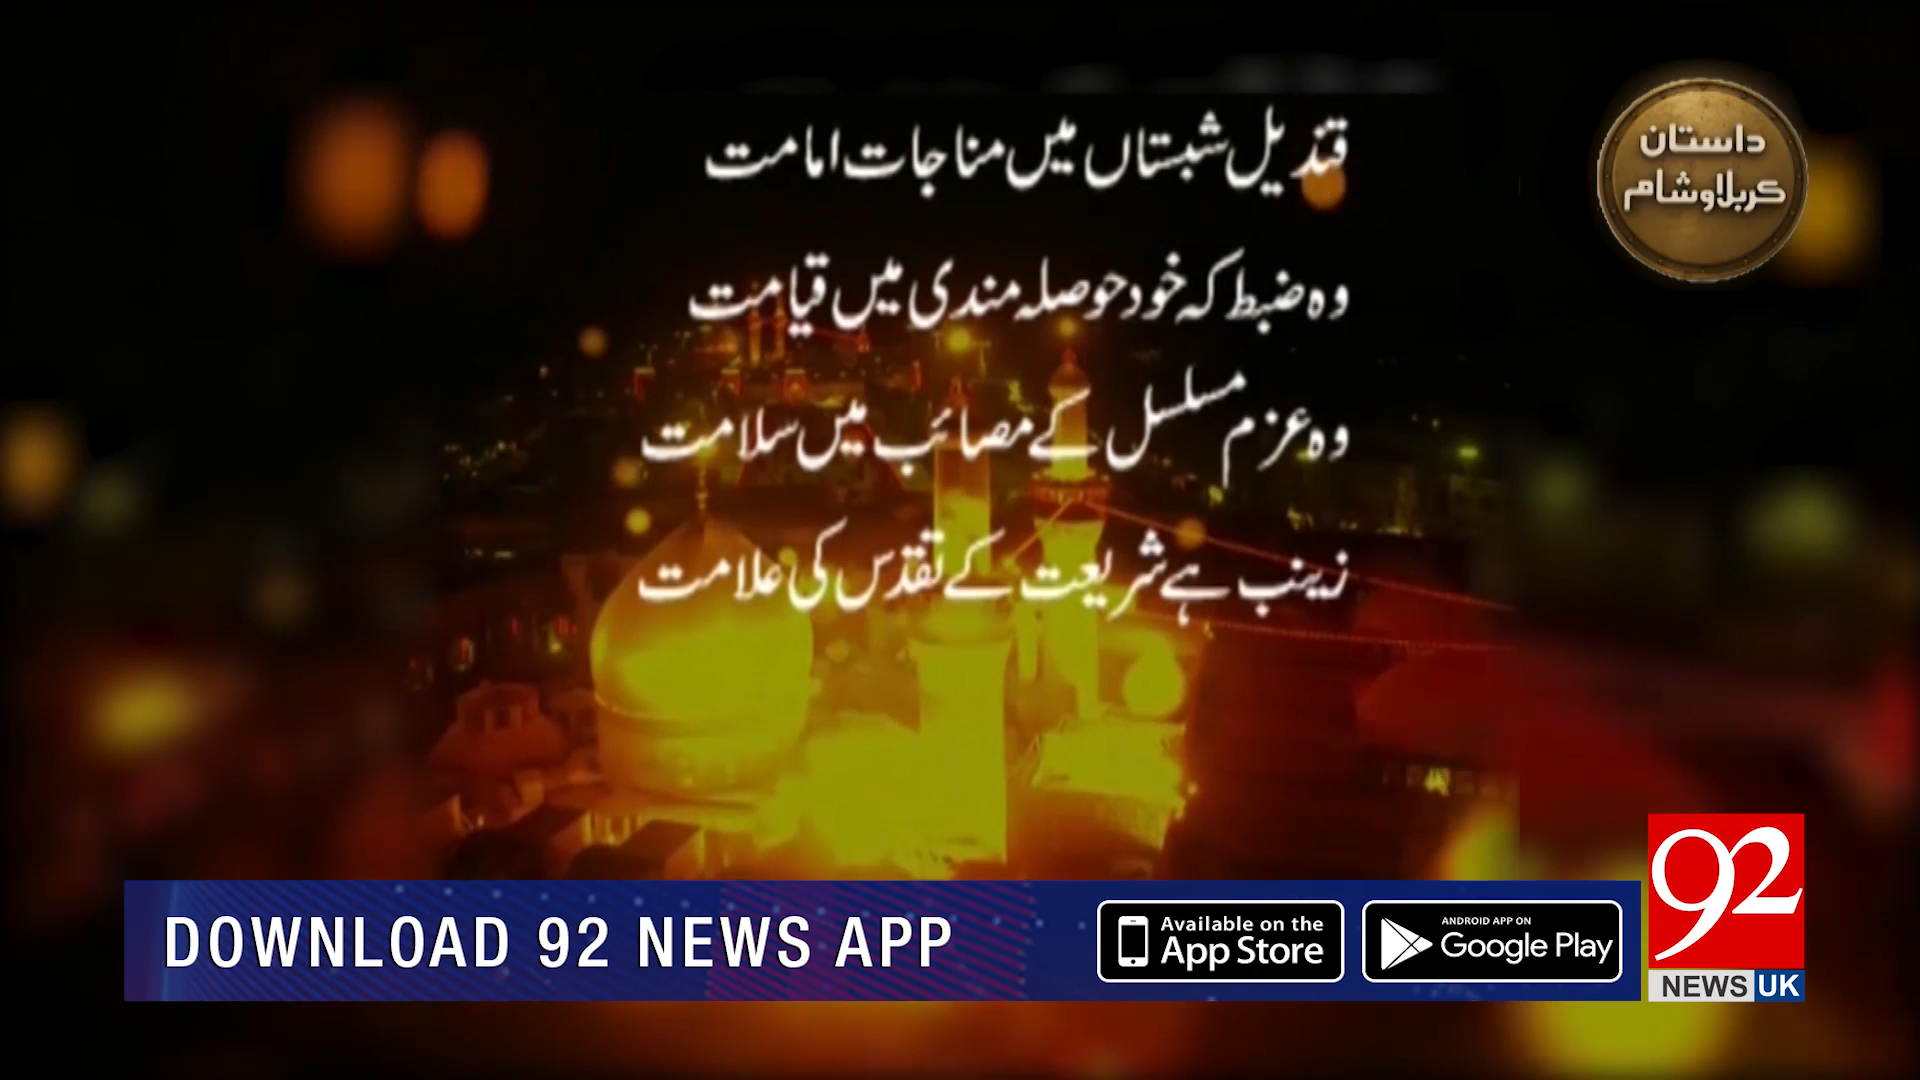 قندیل شبستاں میں مناجات امامت
وہ ضبط کہ خود حوصلہ مندی میں قیامت
وہ عزم مسلسل کے مصائب میں سلامت
زینب ہے شریعت کے تقدّس کی علامت
داستان
کربلا و شام
DOWNLOAD 92 NEWS APP
Available on the
App Store
ANDROID APP ON
Google Play
92
NEWS UK